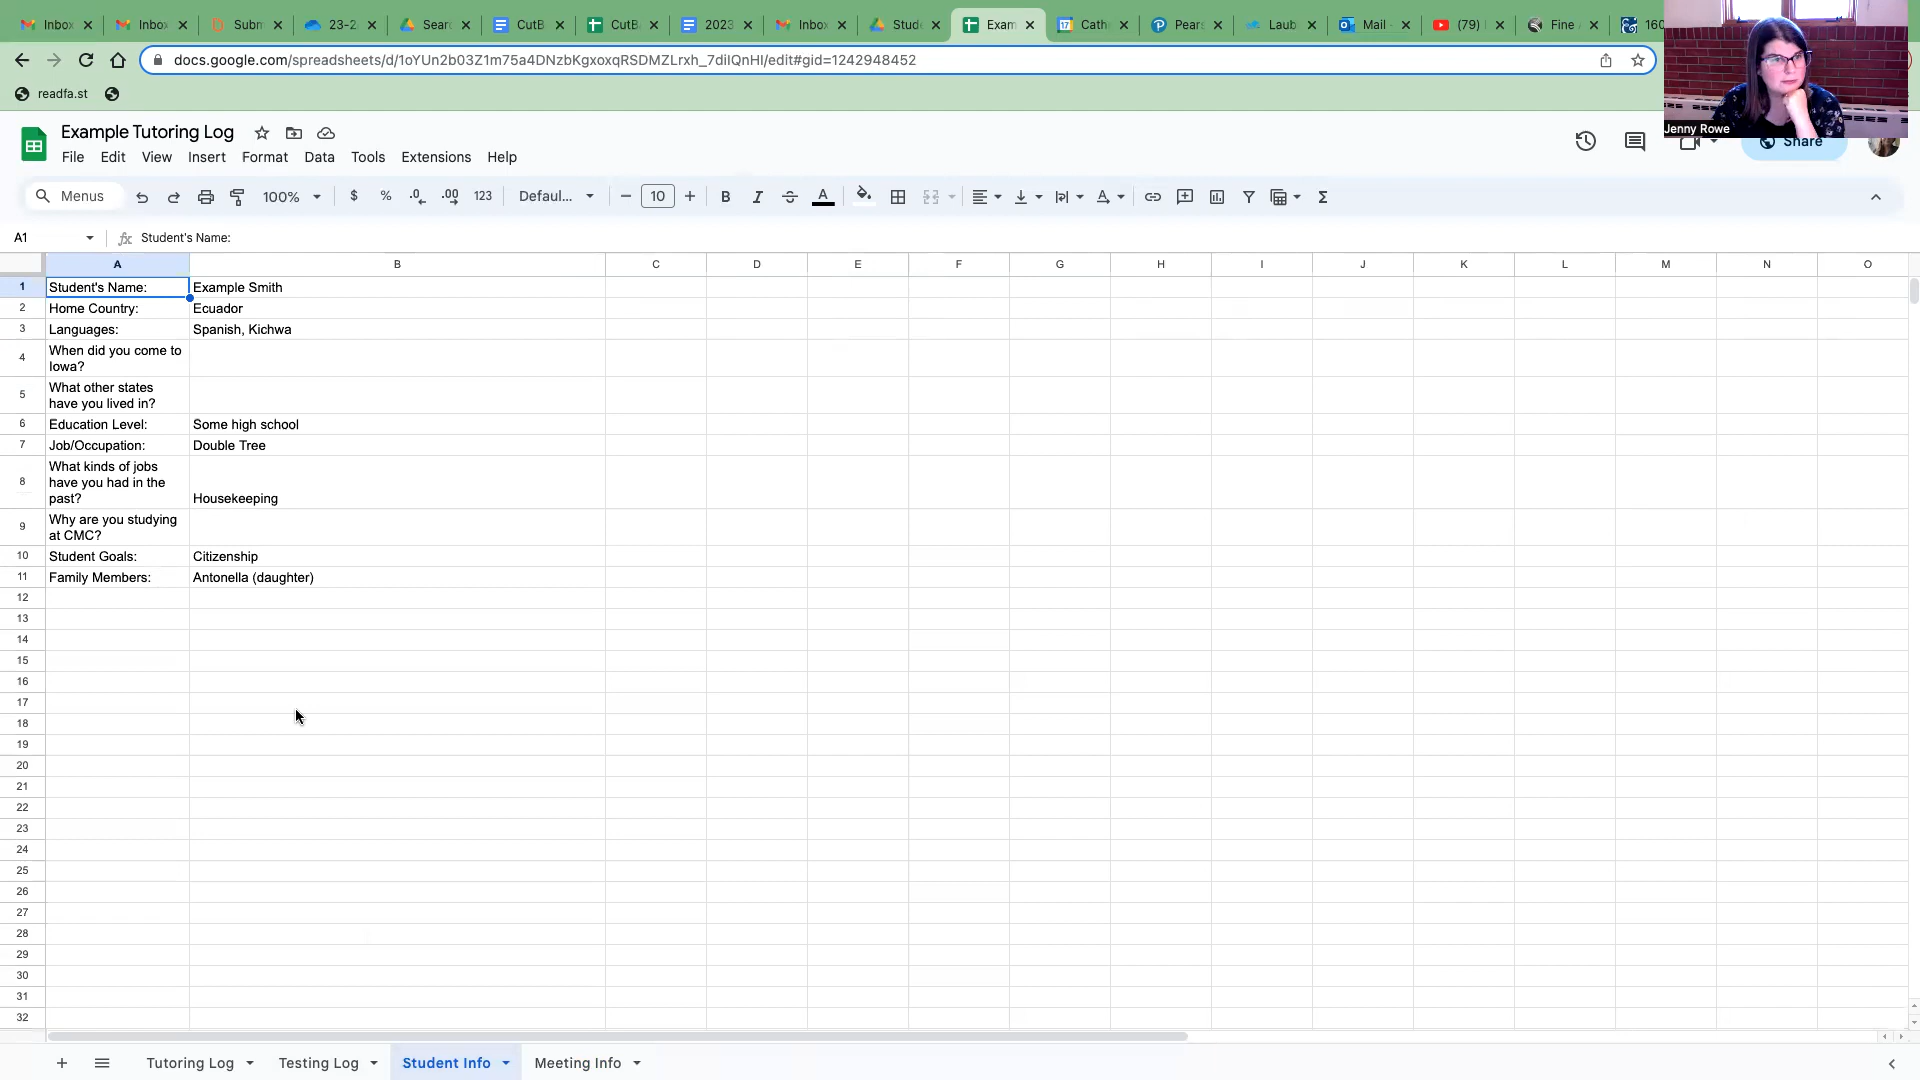 Inbox
Inbox
Subm
23-2
Sear
CutB
CutB
2023
Inbox
Stude
Exam
Cath
Pears
Laub
Mail -
(79)
Fine
160
docs.google.com/spreadsheets/d/1oYUn2b03Z1m75a4DNzbKgxoxqRSDMZLrxh_7dilQnHI/edit#gid=1242948452
readfa.st
Jenny Rowe
Example Tutoring Log
File Edit View Insert Format Data Tools Extensions Help
Share
Menus 100% $ % .0 .00 123 Defaul... 10 B I A
A1 fx Student's Name:
A B C D E F G H I J K L M N O
1 Student's Name: Example Smith
2 Home Country: Ecuador
3 Languages: Spanish, Kichwa
4 When did you come to
Iowa?
5 What other states
have you lived in?
6 Education Level: Some high school
7 Job/Occupation: Double Tree
8 What kinds of jobs
have you had in the
past? Housekeeping
9 Why are you studying
at CMC?
10 Student Goals: Citizenship
11 Family Members: Antonella (daughter)
12
13
14
15
16
17
18
19
20
21
22
23
24
25
26
27
28
29
30
31
32
Tutoring Log Testing Log Student Info Meeting Info